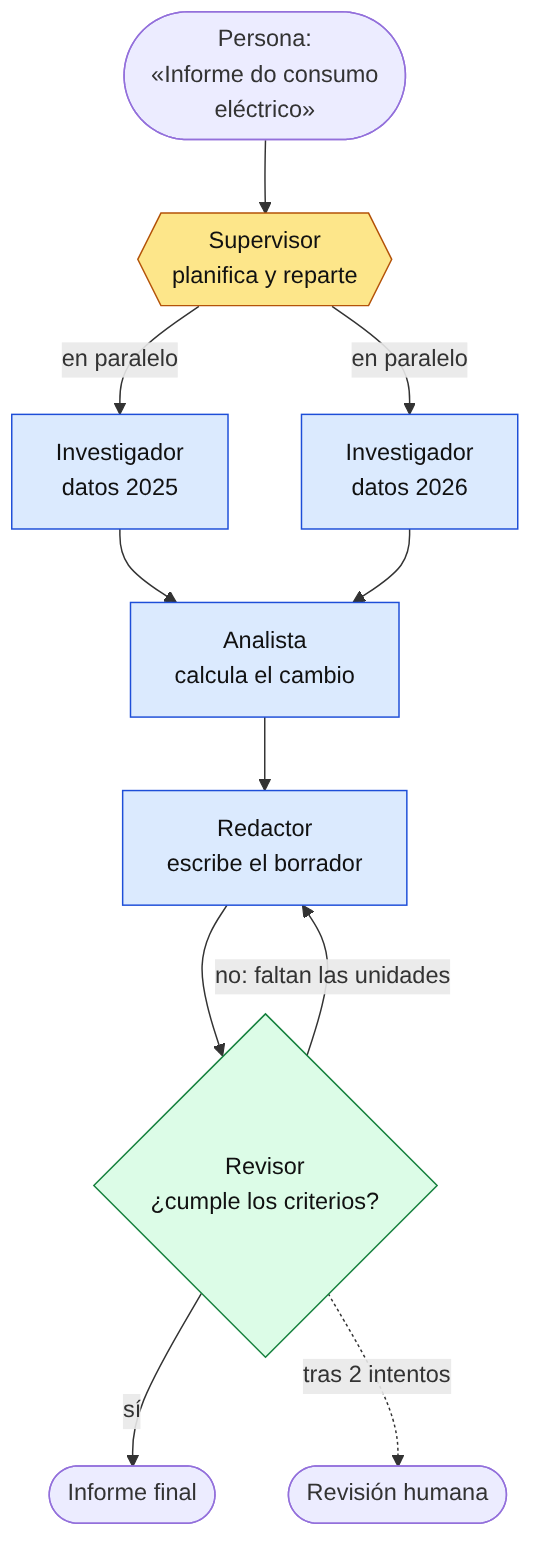 Persona:
«Informe do consumo
eléctrico»
Supervisor
planifica y reparte
en paralelo
en paralelo
Investigador
datos 2025
Investigador
datos 2026
Analista
calcula el cambio
Redactor
escribe el borrador
no: faltan las unidades
Revisor
¿cumple los criterios?
tras 2 intentos
sí
Informe final
Revisión humana